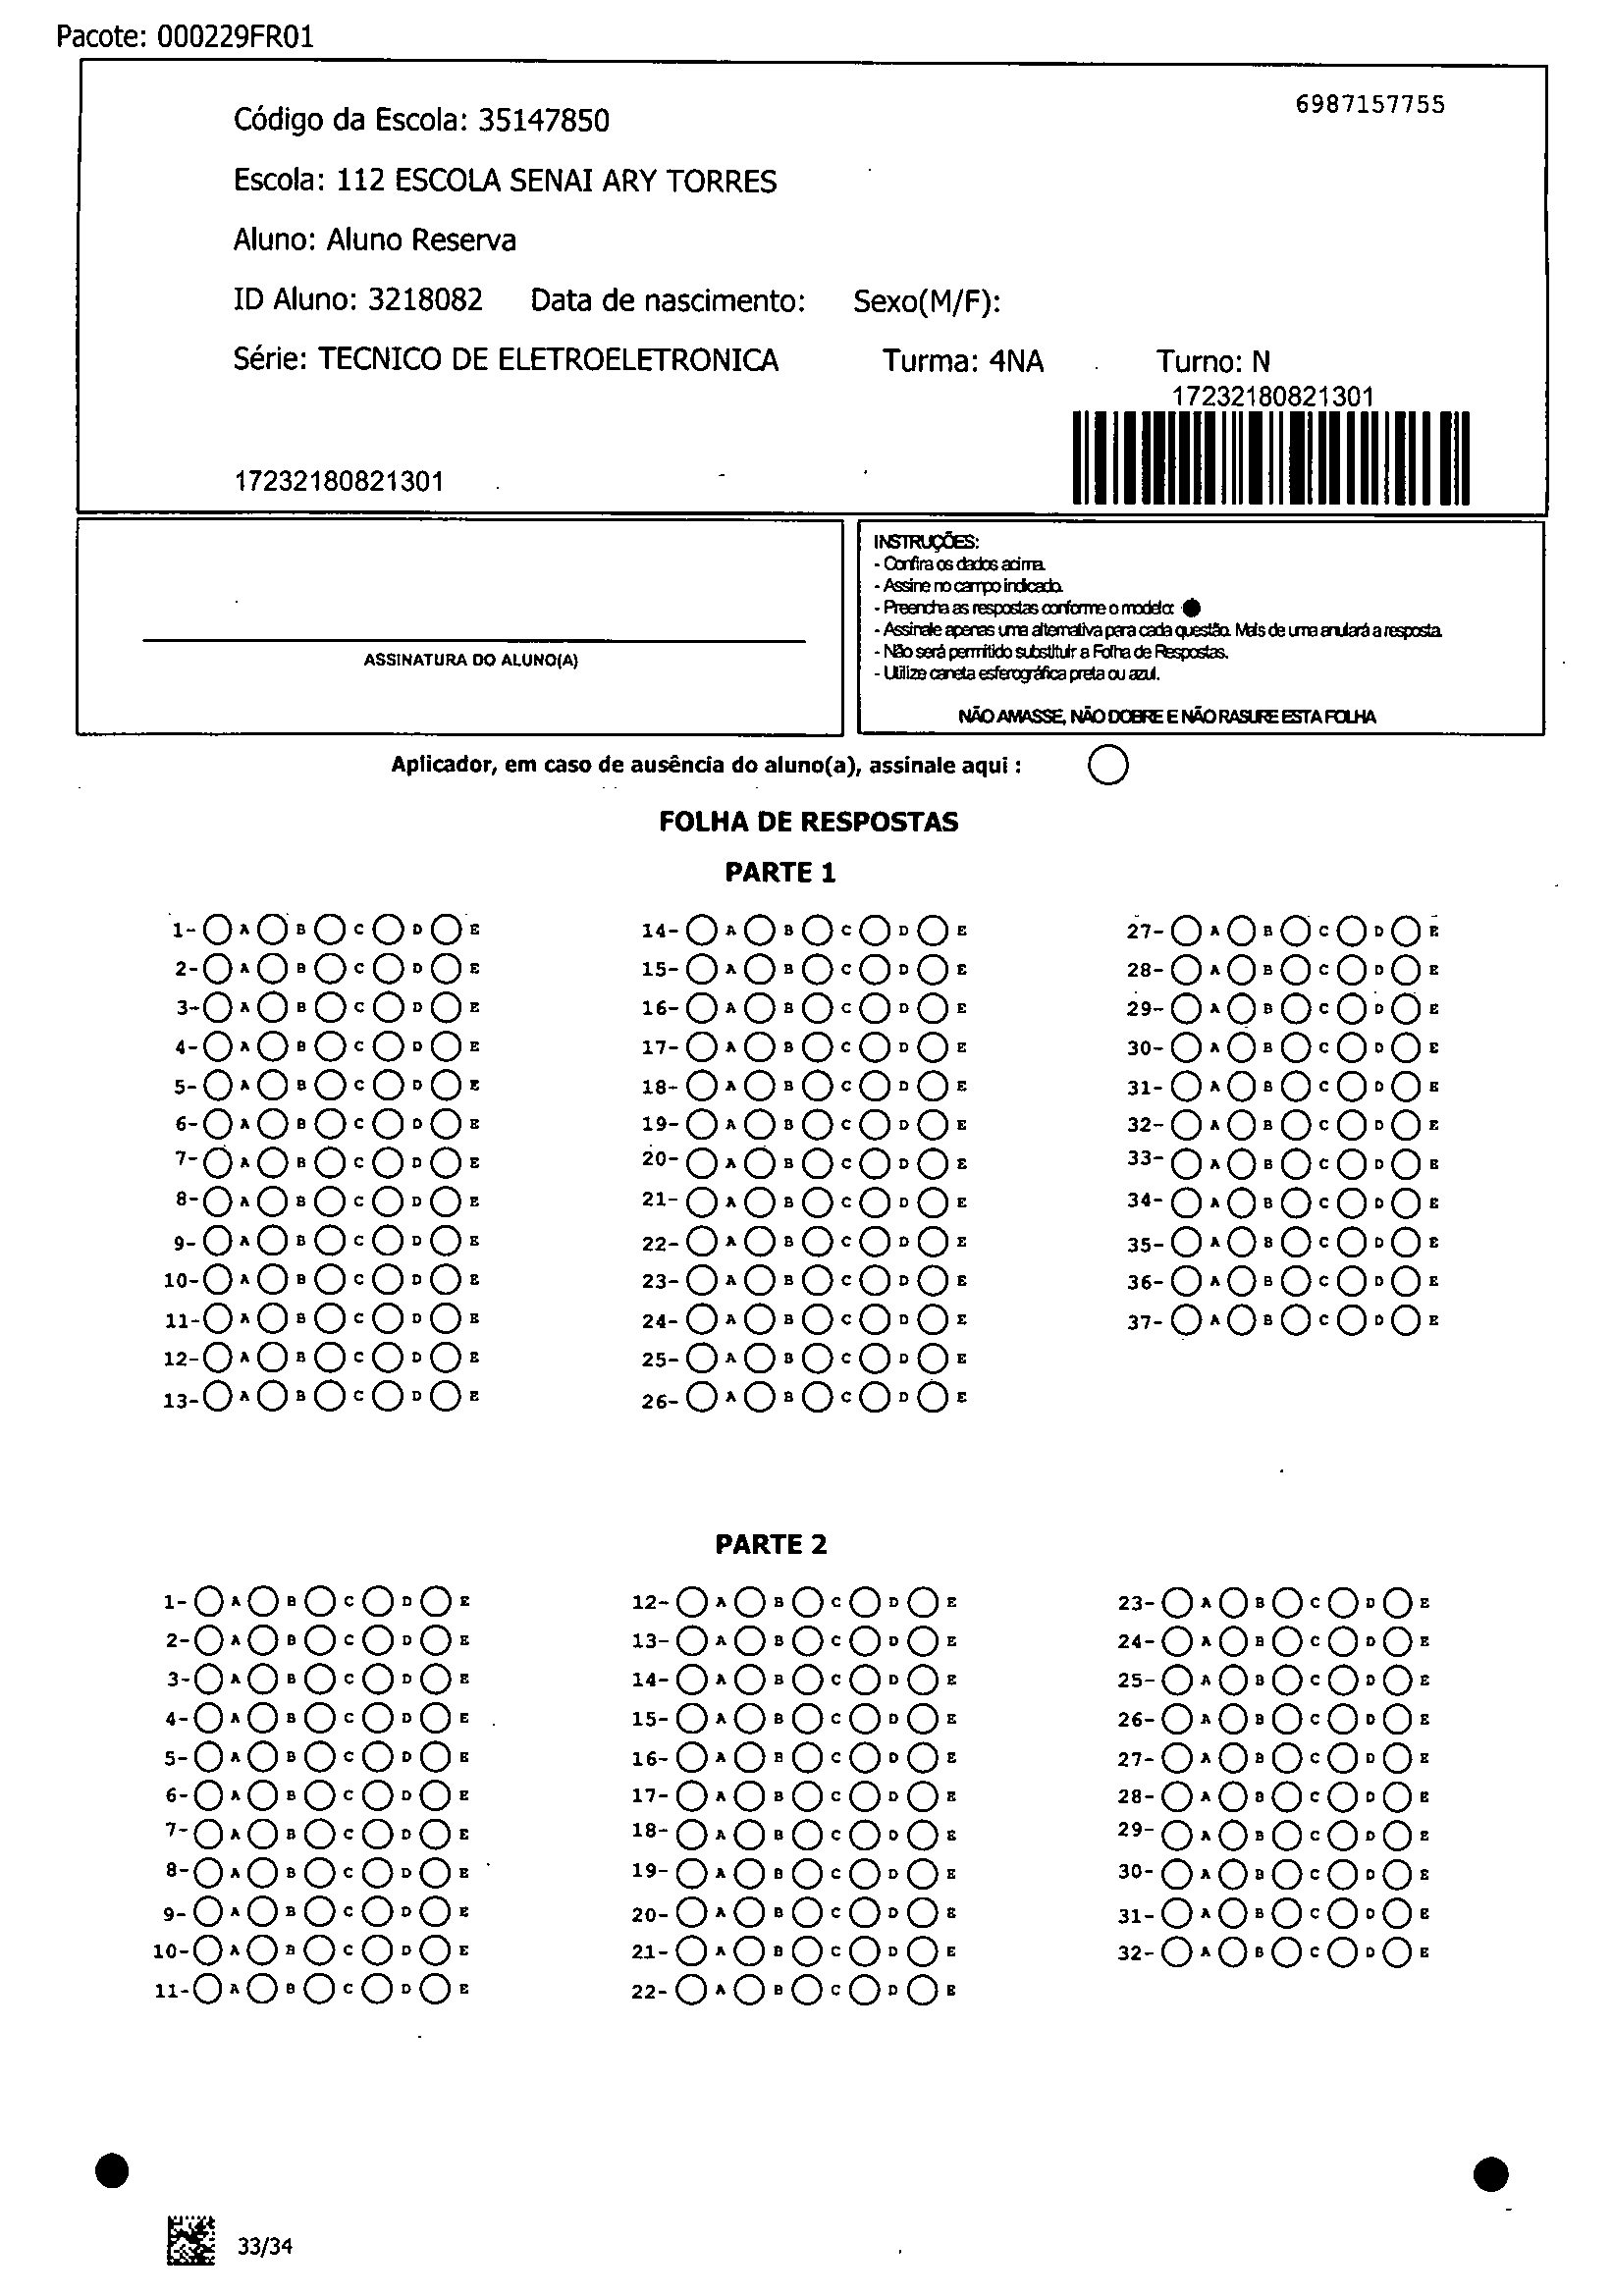 Pacote: 000229FR01
6987157755
Código da Escola: 35147850
Escola: 112 ESCOLA SENAI ARY TORRES
Aluno: Aluno Reserva
ID Aluno: 3218082 Data de nascimento: Sexo(M/F):
Série: TECNICO DE ELETROELETRONICA Turma: 4NA Turno: N
17232180821301
17232180821301
ASSINATURA DO ALUNO(A)
INSTRUÇÕES:
- Confira os dados acima.
- Assine no campo indicado.
- Preencha as respostas conforme o modelo:
- Assinale apenas uma alternativa para cada questão. Mais de uma anulará a resposta.
- Não será permitido substituir a Folha de Respostas.
- Utilize caneta esferográfica preta ou azul.
NÃO AMASSE, NÃO DOBRE E NÃO RASURE ESTA FOLHA
Aplicador, em caso de ausência do aluno(a), assinale aqui :
FOLHA DE RESPOSTAS
PARTE 1
1- A B C D E 14- A B C D E 27- A B C D E
2- A B C D E 15- A B C D E 28- A B C D E
3- A B C D E 16- A B C D E 29- A B C D E
4- A B C D E 17- A B C D E 30- A B C D E
5- A B C D E 18- A B C D E 31- A B C D E
6- A B C D E 19- A B C D E 32- A B C D E
7- A B C D E 20- A B C D E 33- A B C D E
8- A B C D E 21- A B C D E 34- A B C D E
9- A B C D E 22- A B C D E 35- A B C D E
10- A B C D E 23- A B C D E 36- A B C D E
11- A B C D E 24- A B C D E 37- A B C D E
12- A B C D E 25- A B C D E
13- A B C D E 26- A B C D E
PARTE 2
1- A B C D E 12- A B C D E 23- A B C D E
2- A B C D E 13- A B C D E 24- A B C D E
3- A B C D E 14- A B C D E 25- A B C D E
4- A B C D E 15- A B C D E 26- A B C D E
5- A B C D E 16- A B C D E 27- A B C D E
6- A B C D E 17- A B C D E 28- A B C D E
7- A B C D E 18- A B C D E 29- A B C D E
8- A B C D E 19- A B C D E 30- A B C D E
9- A B C D E 20- A B C D E 31- A B C D E
10- A B C D E 21- A B C D E 32- A B C D E
11- A B C D E 22- A B C D E
33/34